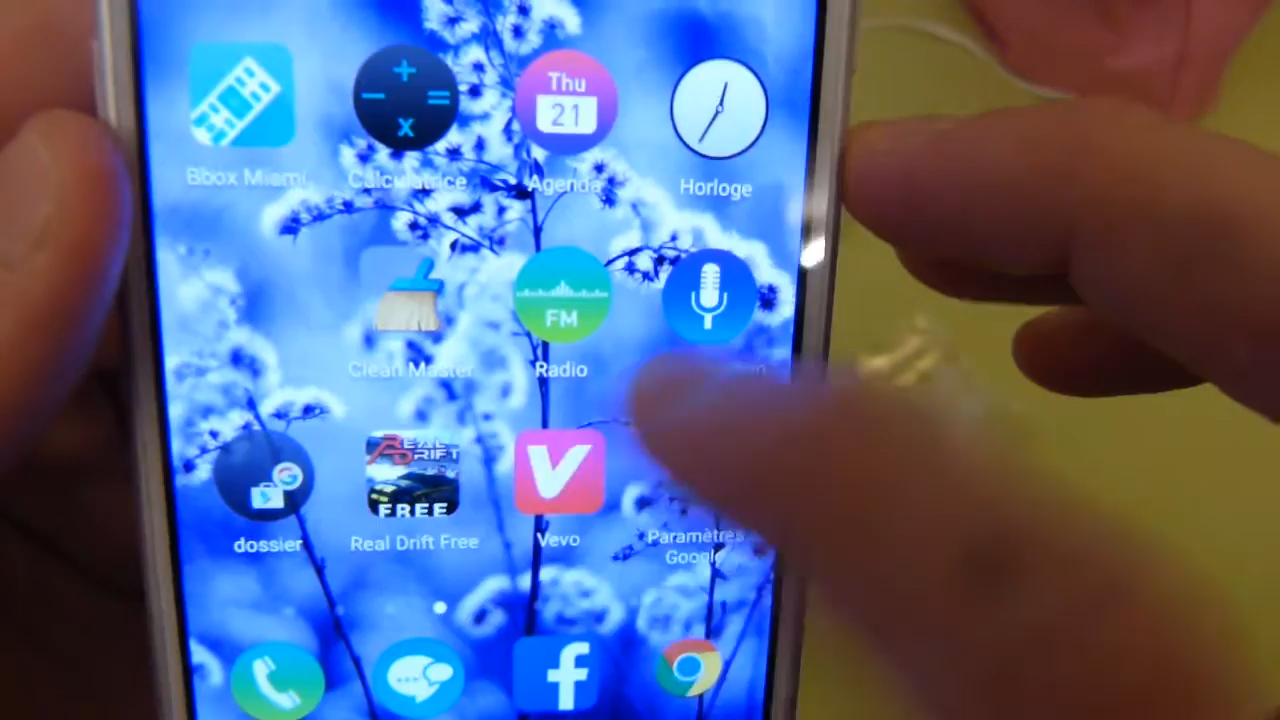 Thu
21
Bbox Miami
Calculatrice
Agenda
Horloge
FM
Clean Master
Radio
REAL
DRIFT
FREE
dossier
Real Drift Free
Vevo
Paramètres
Google